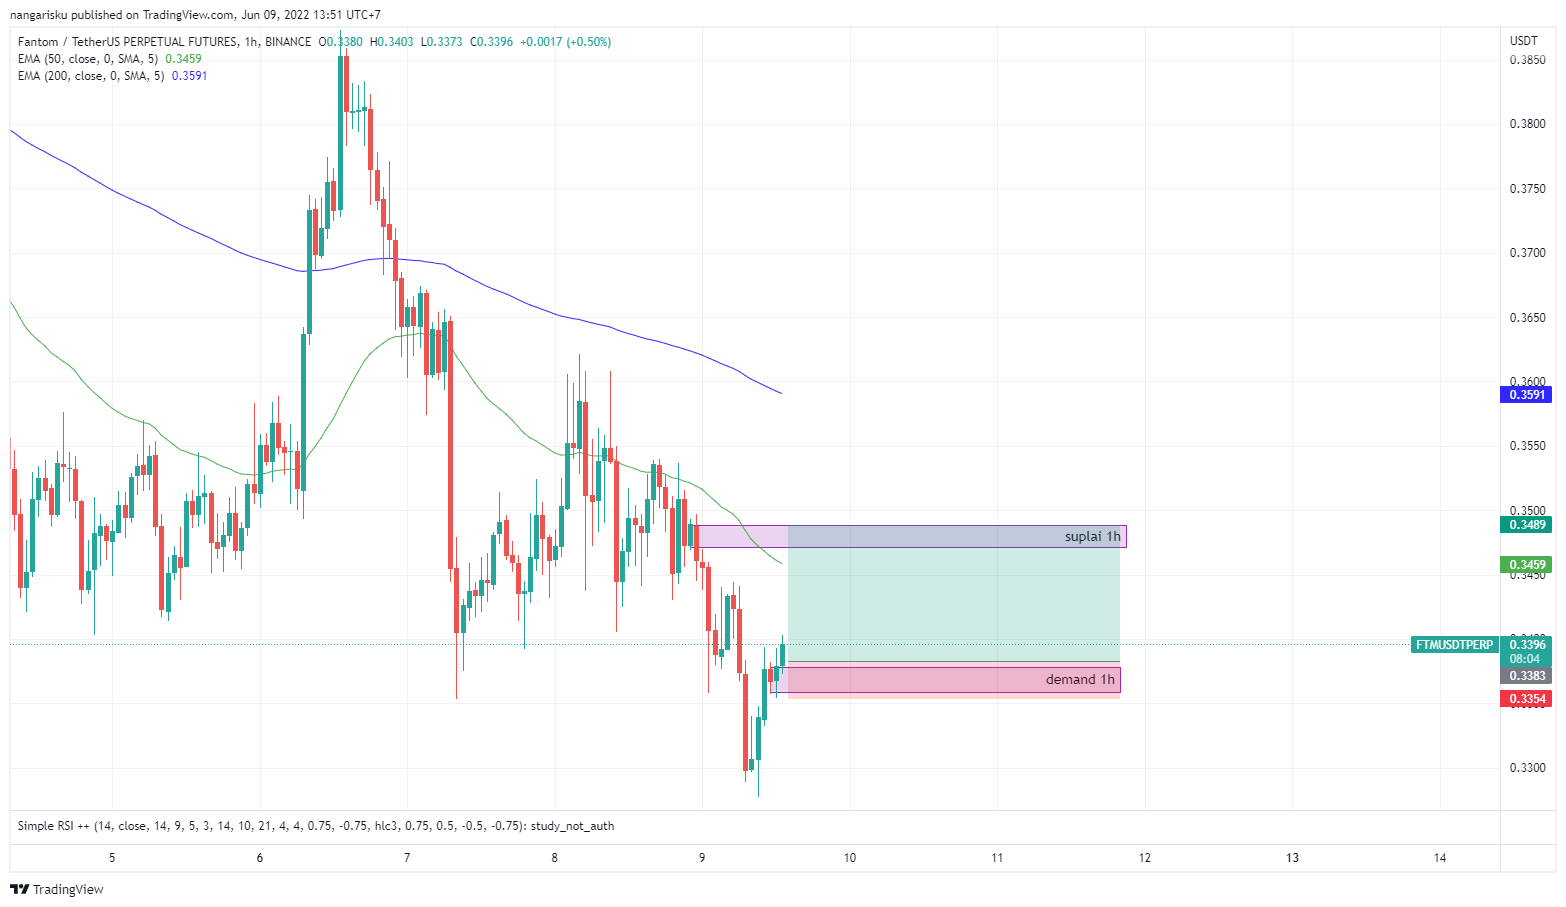 nangarisku published on TradingView.com, Jun 09, 2022 13:51 UTC+7
Fantom / TetherUS PERPETUAL FUTURES, 1h, BINANCE O0.3380 H0.3403 L0.3373 C0.3396 +0.0017 (+0.50%)
EMA (50, close, 0, SMA, 5) 0.3459
EMA (200, close, 0, SMA, 5) 0.3591
USDT
0.3850
0.3800
0.3750
0.3700
0.3650
0.3600
0.3591
0.3550
0.3500
0.3489
suplai 1h
0.3459
0.3450
FTMUSDTPERP 0.3396
08:04
0.3383
demand 1h
0.3354
0.3300
Simple RSI ++ (14, close, 14, 9, 5, 3, 14, 10, 21, 4, 4, 0.75, -0.75, hlc3, 0.75, 0.5, -0.5, -0.75): study_not_auth
5 6 7 8 9 10 11 12 13 14
TradingView